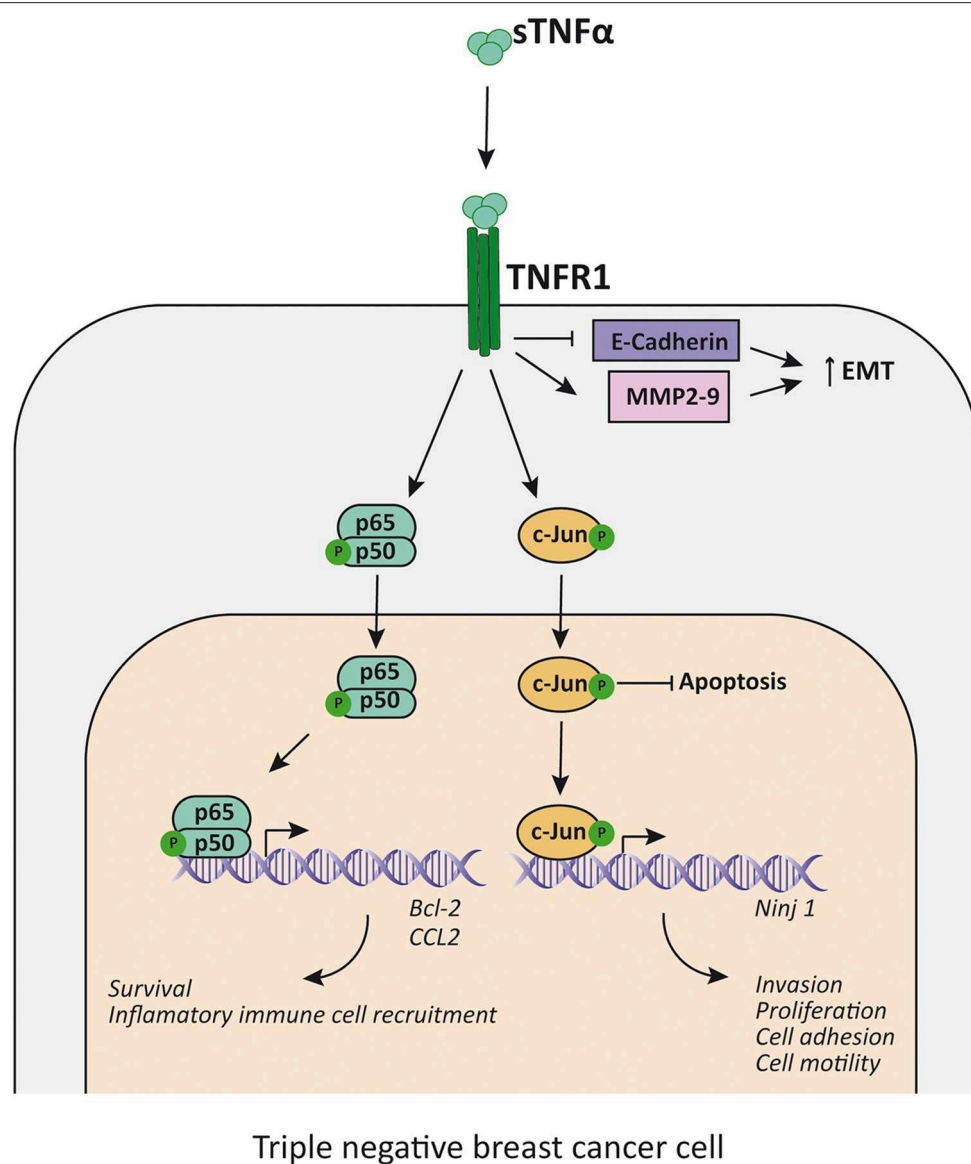 sTNFα
TNFR1
E-Cadherin
MMP2-9
↑EMT
p65
P p50
c-Jun P
p65
P p50
c-Jun P
Apoptosis
p65
P p50
c-Jun P
Bcl-2
CCL2
Ninj 1
Survival
Inflamatory immune cell recruitment
Invasion
Proliferation
Cell adhesion
Cell motility
Triple negative breast cancer cell